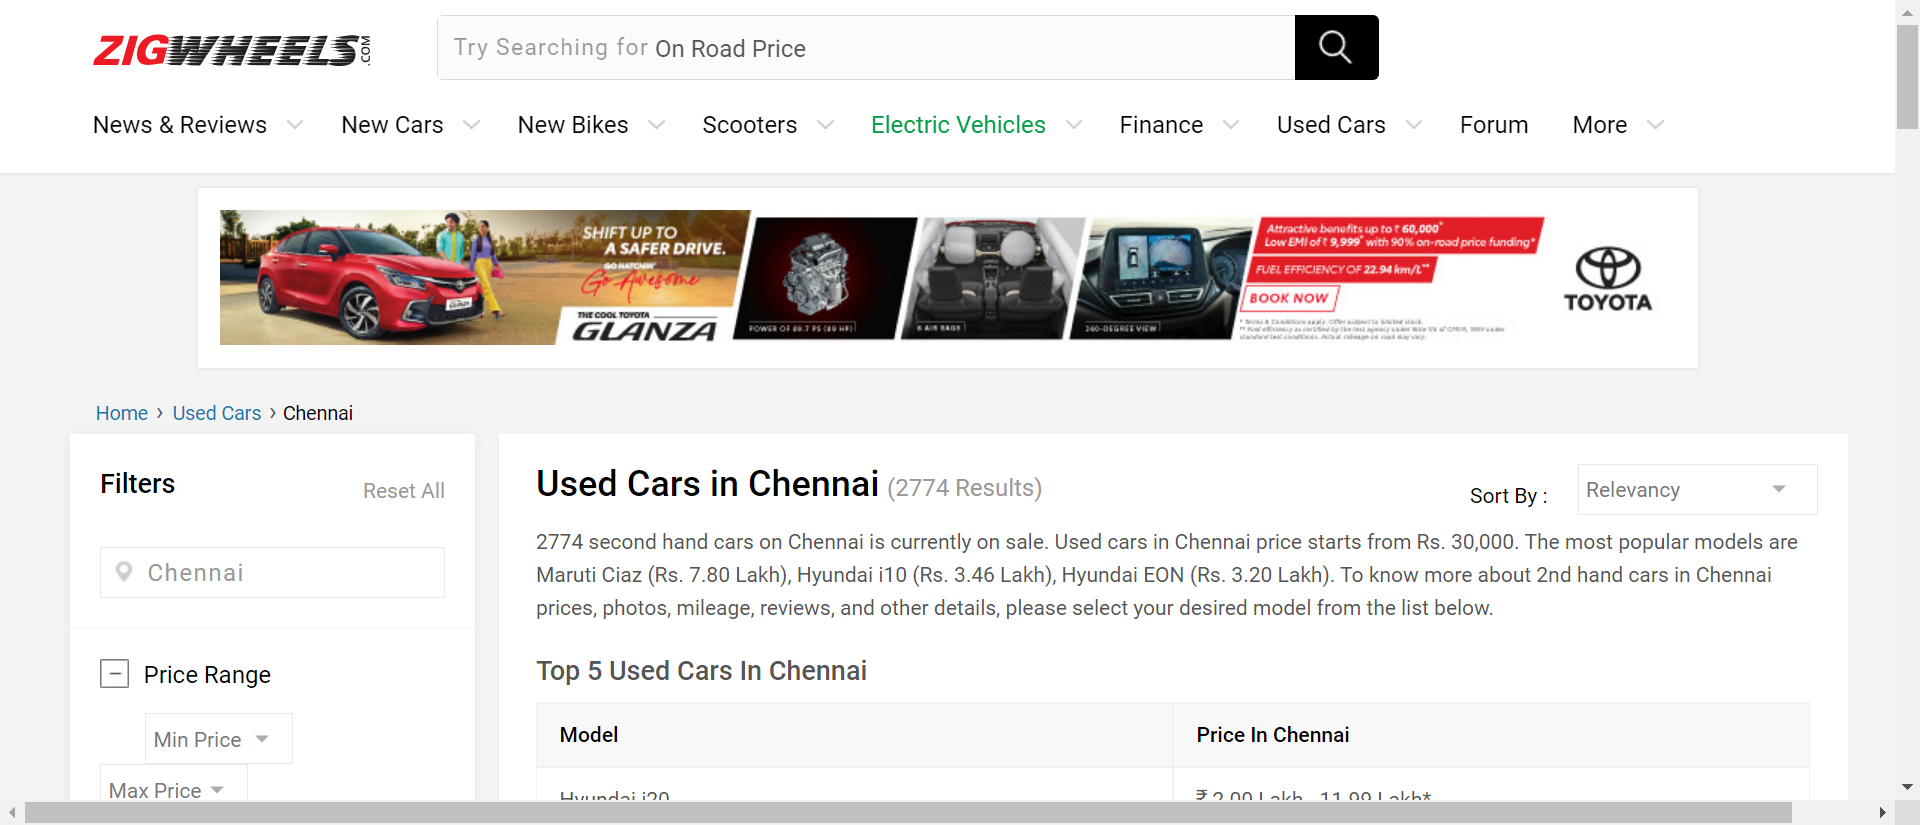 ZIGWHEELS.COM
Try Searching for On Road Price
News & Reviews New Cars New Bikes Scooters Electric Vehicles Finance Used Cars Forum More
SHIFT UP TO
A SAFER DRIVE.
GO HATCHIN'
Go Awesome
THE COOL TOYOTA
GLANZA
POWER OF 89.7 PS (89 HP)
6 AIR BAGS
360-DEGREE VIEW
Attractive benefits up to ₹ 60,000*
Low EMI of ₹ 9,999* with 90% on-road price funding*
FUEL EFFICIENCY OF 22.94 km/L**
BOOK NOW
* Terms & Conditions apply. Offer subject to limited stock.
TOYOTA
Home › Used Cars › Chennai
Filters
Reset All
Chennai
Price Range
Min Price
Max Price
Used Cars in Chennai (2774 Results)
Sort By :
Relevancy
2774 second hand cars on Chennai is currently on sale. Used cars in Chennai price starts from Rs. 30,000. The most popular models are
Maruti Ciaz (Rs. 7.80 Lakh), Hyundai i10 (Rs. 3.46 Lakh), Hyundai EON (Rs. 3.20 Lakh). To know more about 2nd hand cars in Chennai
prices, photos, mileage, reviews, and other details, please select your desired model from the list below.
Top 5 Used Cars In Chennai
Model Price In Chennai
Hyundai i20 ₹ 2.00 Lakh - 11.99 Lakh*